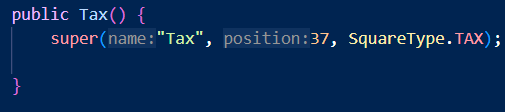 public Tax() {
super(name:"Tax", position:37, SquareType.TAX);
}